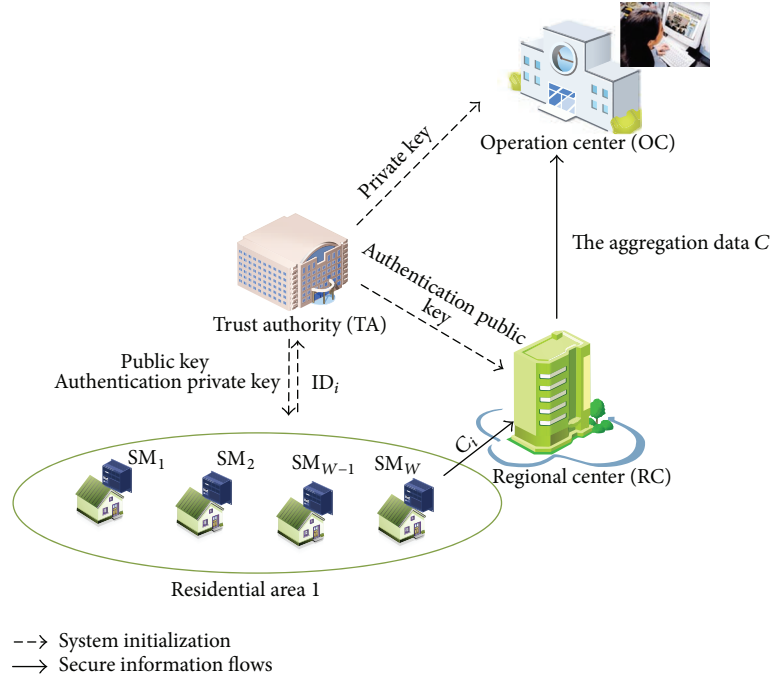 Operation center (OC)
Private key
The aggregation data C
Authentication public
key
Trust authority (TA)
Public key
Authentication private key
ID_i
C_i
Regional center (RC)
SM_1
SM_2
SM_{W−1}
SM_W
Residential area 1
System initialization
Secure information flows